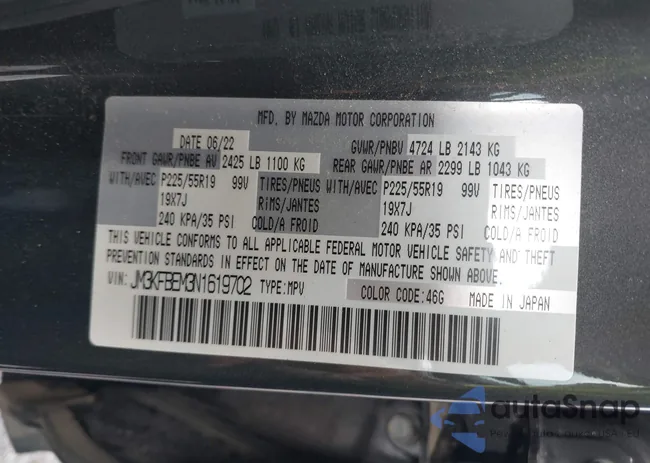 MFD. BY MAZDA MOTOR CORPORATION
DATE 06/22 GVWR/PNBV 4724 LB 2143 KG
FRONT GAWR/PNBE AV 2425 LB 1100 KG REAR GAWR/PNBE AR 2299 LB 1043 KG
WITH/AVEC P225/55R19 99V TIRES/PNEUS WITH/AVEC P225/55R19 99V TIRES/PNEUS
19X7J RIMS/JANTES 19X7J RIMS/JANTES
240 KPA/35 PSI COLD/A FROID 240 KPA/35 PSI COLD/A FROID
THIS VEHICLE CONFORMS TO ALL APPLICABLE FEDERAL MOTOR VEHICLE SAFETY AND THEFT
PREVENTION STANDARDS IN EFFECT ON THE DATE OF MANUFACTURE SHOWN ABOVE.
VIN: JM3KFBEM3N1619702 TYPE:MPV COLOR CODE:46G MADE IN JAPAN
autoSnap